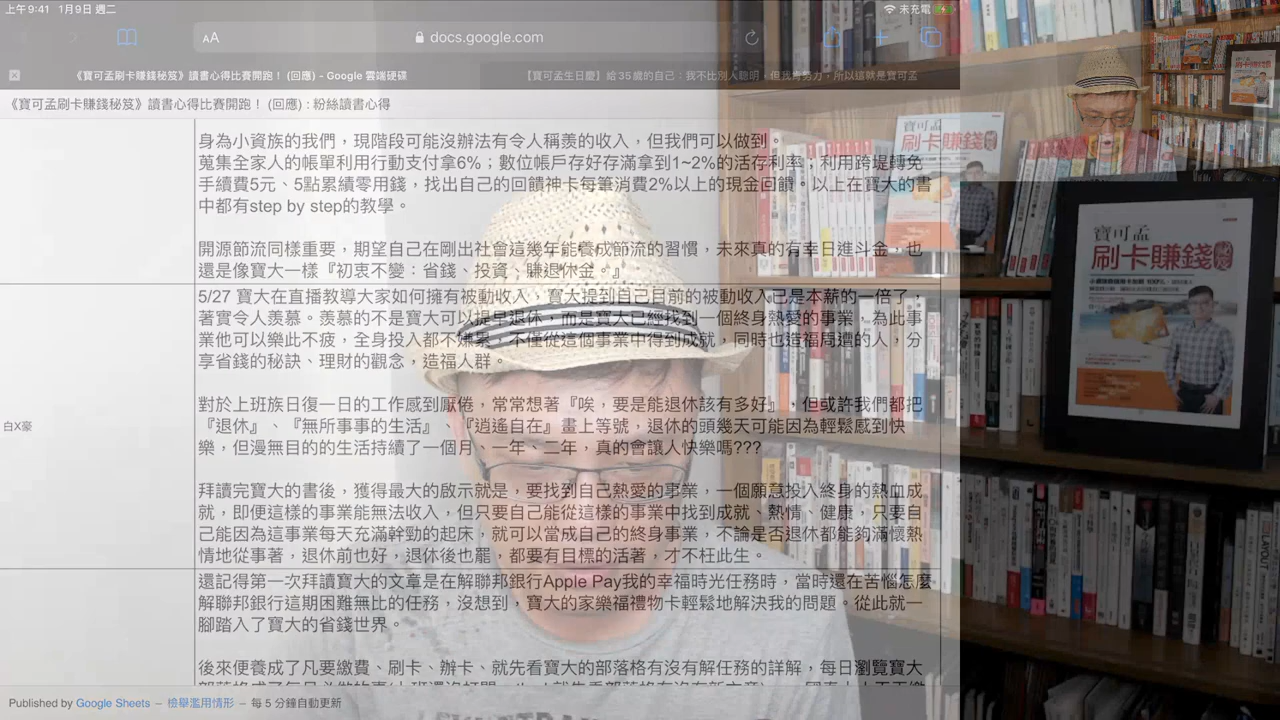 上午9:41 1月9日 週二
未充電
AA
docs.google.com
《寶可孟刷卡賺錢秘笈》讀書心得比賽開跑！ (回應) - Google 雲端硬碟
【寶可孟生日慶】給35歲的自己：我不比別人聰明，但我肯努力，所以這就是寶可孟
《寶可孟刷卡賺錢秘笈》讀書心得比賽開跑！ (回應) : 粉絲讀書心得
身為小資族的我們，現階段可能沒辦法有令人稱羨的收入，但我們可以做到。
蒐集全家人的帳單利用行動支付拿6%；數位帳戶存好存滿拿到1~2%的活存利率；利用跨堤轉免
手續費5元、5點累績零用錢，找出自己的回饋神卡每筆消費2%以上的現金回饋。以上在寶大的書
中都有step by step的教學。
開源節流同樣重要，期望自己在剛出社會這幾年能養成節流的習慣，未來真的有幸日進斗金，也
還是像寶大一樣『初衷不變：省錢、投資、賺退休金。』
5/27 寶大在直播教導大家如何打造被動收入，寶大提到自己目前的被動收入已是本薪的一倍了，
著實令人羨慕。羨慕的不是寶大可以提早退休，而是寶大已經找到一個終身熱愛的事業，為此事
業他可以樂此不疲，全身投入都不嫌累，不僅從這個事業中得到成就，同時也造福周遭的人，分
享省錢的秘訣、理財的觀念，造福人群。
對於上班族日復一日的工作感到厭倦，常常想著『唉，要是能退休該有多好』，但或許我們都把
『退休』、『無所事事的生活』、『逍遙自在』畫上等號，退休的頭幾天可能因為輕鬆感到快
樂，但漫無目的的生活持續了一個月、一年、二年，真的會讓人快樂嗎???
白X豪
拜讀完寶大的書後，獲得最大的啟示就是，要找到自己熱愛的事業，一個願意投入終身的熱血成
就，即便這樣的事業能無法收入，但只要自己能從這樣的事業中找到成就、熱情、健康，只要自
己能因為這事業每天充滿幹勁的起床，就可以當成自己的終身事業，不論是否退休都能夠滿懷熱
情地從事著，退休前也好，退休後也罷，都要有目標的活著，才不枉此生。
還記得第一次拜讀寶大的文章是在解聯邦銀行Apple Pay我的幸福時光任務時，當時還在苦惱怎麼
解聯邦銀行這期困難無比的任務，沒想到，寶大的家樂福禮物卡輕鬆地解決我的問題。從此就一
腳踏入了寶大的省錢世界。
後來便養成了凡要繳費、刷卡、辦卡、就先看寶大的部落格有沒有解任務的詳解，每日瀏覽寶大
Published by Google Sheets – 檢舉濫用情形 – 每 5 分鐘自動更新
寶可孟
刷卡賺錢
秘笈